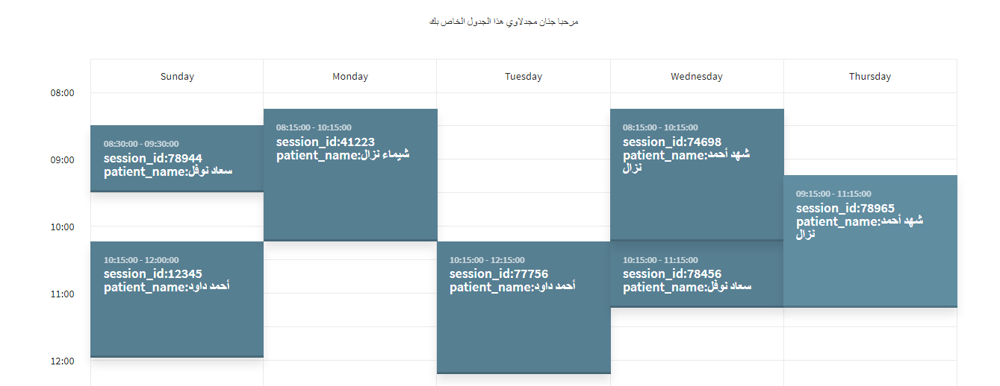 مرحبا جنان مجدلاوي هذا الجدول الخاص بك
Sunday
Monday
Tuesday
Wednesday
Thursday
08:00
09:00
10:00
11:00
12:00
08:30:00 - 09:30:00
session_id:78944
patient_name:سعاد نوفل
10:15:00 - 12:00:00
session_id:12345
patient_name:أحمد داود
08:15:00 - 10:15:00
session_id:41223
patient_name:شيماء نزال
10:15:00 - 12:15:00
session_id:77756
patient_name:أحمد داود
08:15:00 - 10:15:00
session_id:74698
patient_name:شهد أحمد
نزال
10:15:00 - 11:15:00
session_id:78456
patient_name:سعاد نوفل
09:15:00 - 11:15:00
session_id:78965
patient_name:شهد أحمد
نزال